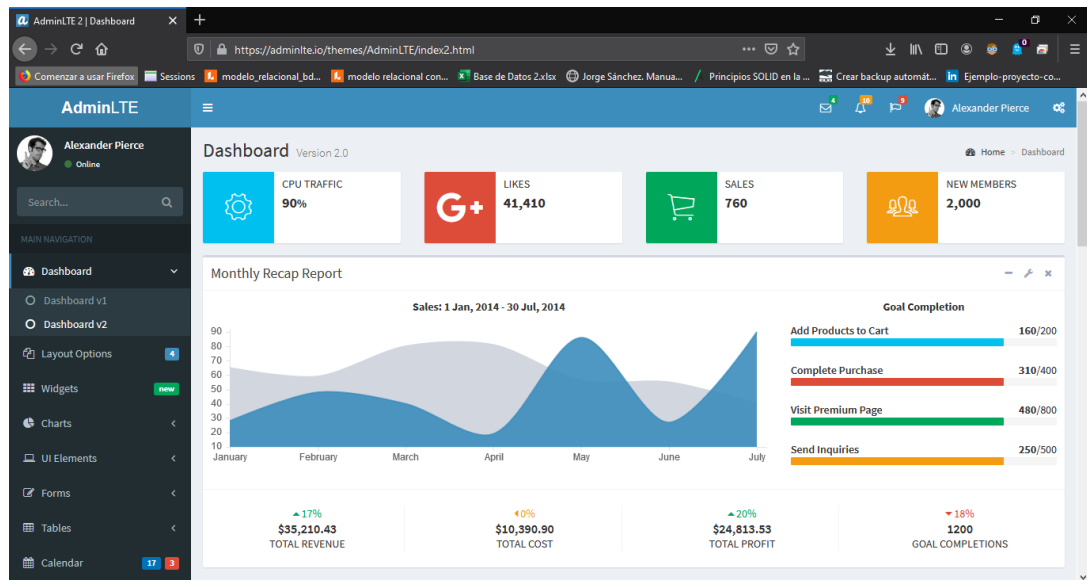 AdminLTE 2 | Dashboard
https://adminlte.io/themes/AdminLTE/index2.html
Comenzar a usar Firefox Sessions modelo_relacional_bd... modelo relacional con... Base de Datos 2.xlsx Jorge Sánchez. Manua... Principios SOLID en la ... Crear backup automát... Ejemplo-proyecto-co...
0
AdminLTE
4 10 9 Alexander Pierce
Alexander Pierce
Online
Search...
MAIN NAVIGATION
Dashboard
Dashboard v1
Dashboard v2
Layout Options 4
Widgets new
Charts
UI Elements
Forms
Tables
Calendar 17 3
Dashboard Version 2.0
Home > Dashboard
CPU TRAFFIC
90%
G+
LIKES
41,410
SALES
760
NEW MEMBERS
2,000
Monthly Recap Report
Sales: 1 Jan, 2014 - 30 Jul, 2014
90
80
70
60
50
40
30
20
10
January February March April May June July
Goal Completion
Add Products to Cart 160/200
Complete Purchase 310/400
Visit Premium Page 480/800
Send Inquiries 250/500
17%
$35,210.43
TOTAL REVENUE
0%
$10,390.90
TOTAL COST
20%
$24,813.53
TOTAL PROFIT
18%
1200
GOAL COMPLETIONS